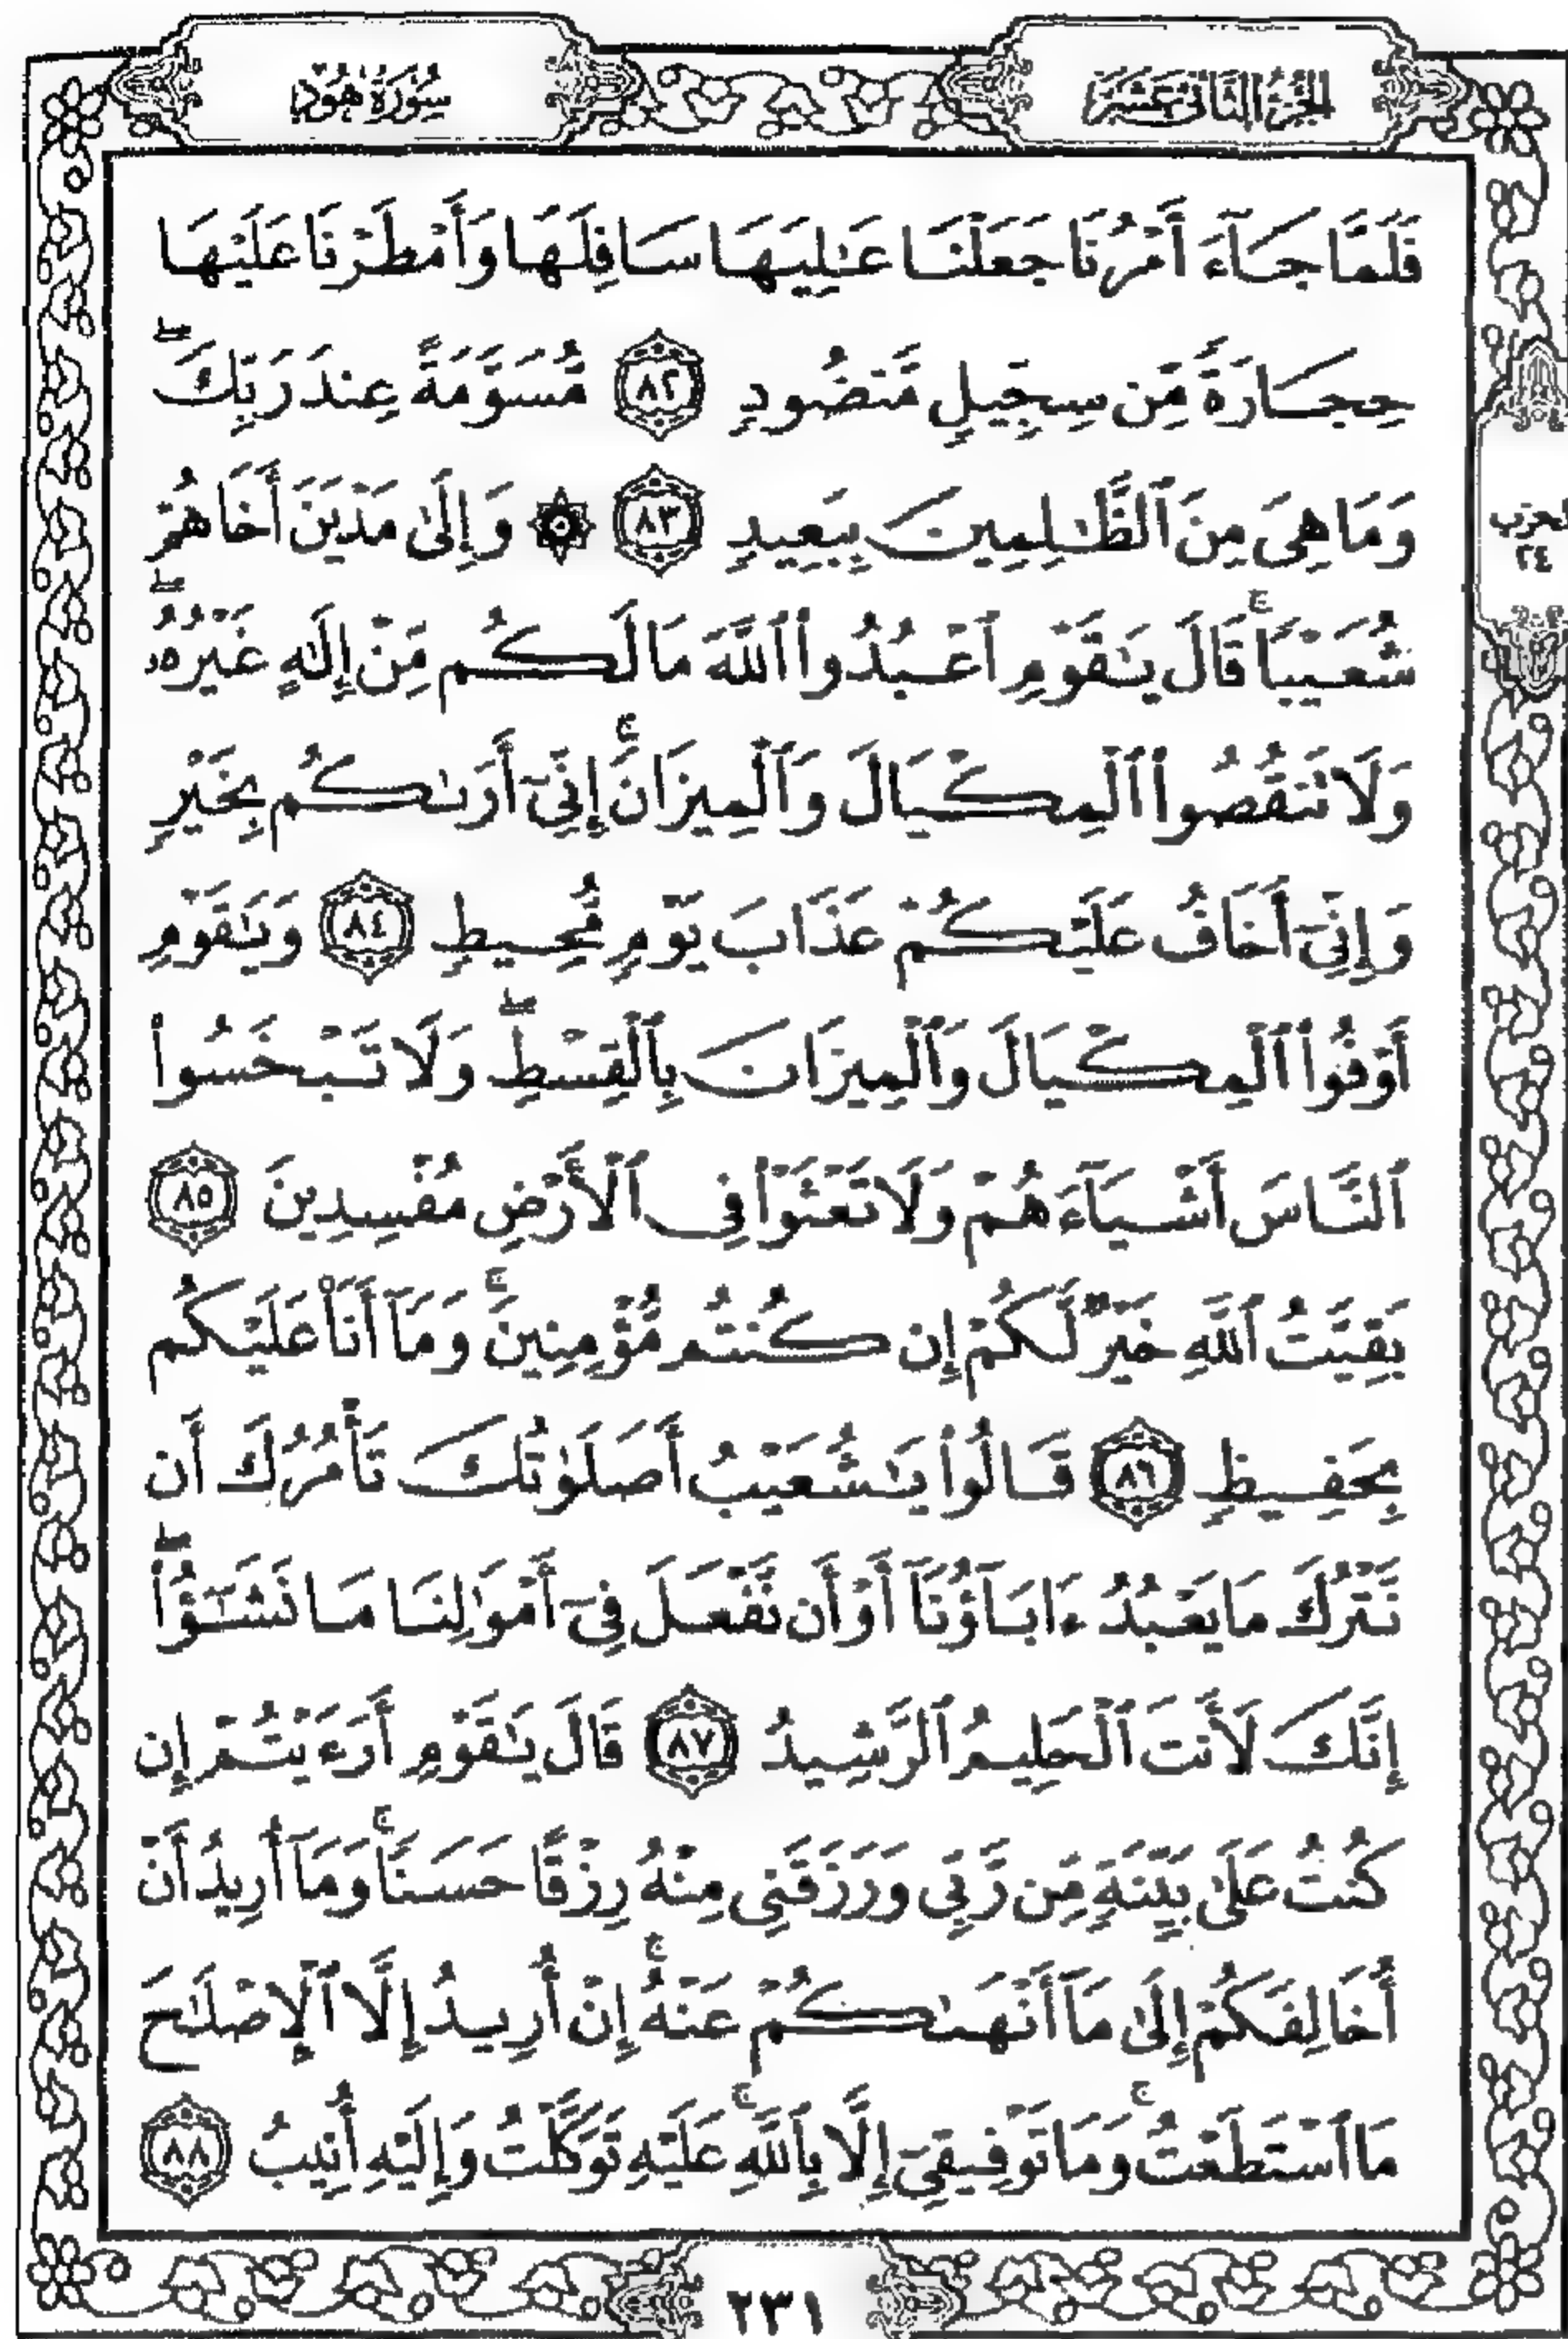 الجزء الثاني عشر
سورة هود
فَلَمَّا جَآءَ أَمْرُنَا جَعَلْنَا عَٰلِيَهَا سَافِلَهَا وَأَمْطَرْنَا عَلَيْهَا
حِجَارَةً مِّن سِجِّيلٍ مَّنضُودٍ ٨٢ مُّسَوَّمَةً عِندَ رَبِّكَۖ
وَمَا هِيَ مِنَ ٱلظَّٰلِمِينَ بِبَعِيدٍ ٨٣ ۞ وَإِلَىٰ مَدْيَنَ أَخَاهُمْ
شُعَيْبًاۚ قَالَ يَٰقَوْمِ ٱعْبُدُوا۟ ٱللَّهَ مَا لَكُم مِّنْ إِلَٰهٍ غَيْرُهُۥۖ
وَلَا تَنقُصُوا۟ ٱلْمِكْيَالَ وَٱلْمِيزَانَۚ إِنِّىٓ أَرَىٰكُم بِخَيْرٍ
وَإِنِّىٓ أَخَافُ عَلَيْكُمْ عَذَابَ يَوْمٍ مُّحِيطٍ ٨٤ وَيَٰقَوْمِ
أَوْفُوا۟ ٱلْمِكْيَالَ وَٱلْمِيزَانَ بِٱلْقِسْطِۖ وَلَا تَبْخَسُوا۟
ٱلنَّاسَ أَشْيَآءَهُمْ وَلَا تَعْثَوْا۟ فِى ٱلْأَرْضِ مُفْسِدِينَ ٨٥
بَقِيَّتُ ٱللَّهِ خَيْرٌ لَّكُمْ إِن كُنتُم مُّؤْمِنِينَۚ وَمَآ أَنَا۠ عَلَيْكُم
بِحَفِيظٍ ٨٦ قَالُوا۟ يَٰشُعَيْبُ أَصَلَوٰتُكَ تَأْمُرُكَ أَن
نَّتْرُكَ مَا يَعْبُدُ ءَابَآؤُنَآ أَوْ أَن نَّفْعَلَ فِىٓ أَمْوَٰلِنَا مَا نَشَٰٓؤُا۟ۖ
إِنَّكَ لَأَنتَ ٱلْحَلِيمُ ٱلرَّشِيدُ ٨٧ قَالَ يَٰقَوْمِ أَرَءَيْتُمْ إِن
كُنتُ عَلَىٰ بَيِّنَةٍ مِّن رَّبِّى وَرَزَقَنِى مِنْهُ رِزْقًا حَسَنًاۚ وَمَآ أُرِيدُ أَنْ
أُخَالِفَكُمْ إِلَىٰ مَآ أَنْهَىٰكُمْ عَنْهُۚ إِنْ أُرِيدُ إِلَّا ٱلْإِصْلَٰحَ
مَا ٱسْتَطَعْتُۚ وَمَا تَوْفِيقِىٓ إِلَّا بِٱللَّهِۚ عَلَيْهِ تَوَكَّلْتُ وَإِلَيْهِ أُنِيبُ ٨٨
الحزب
٢٤
٢٣١